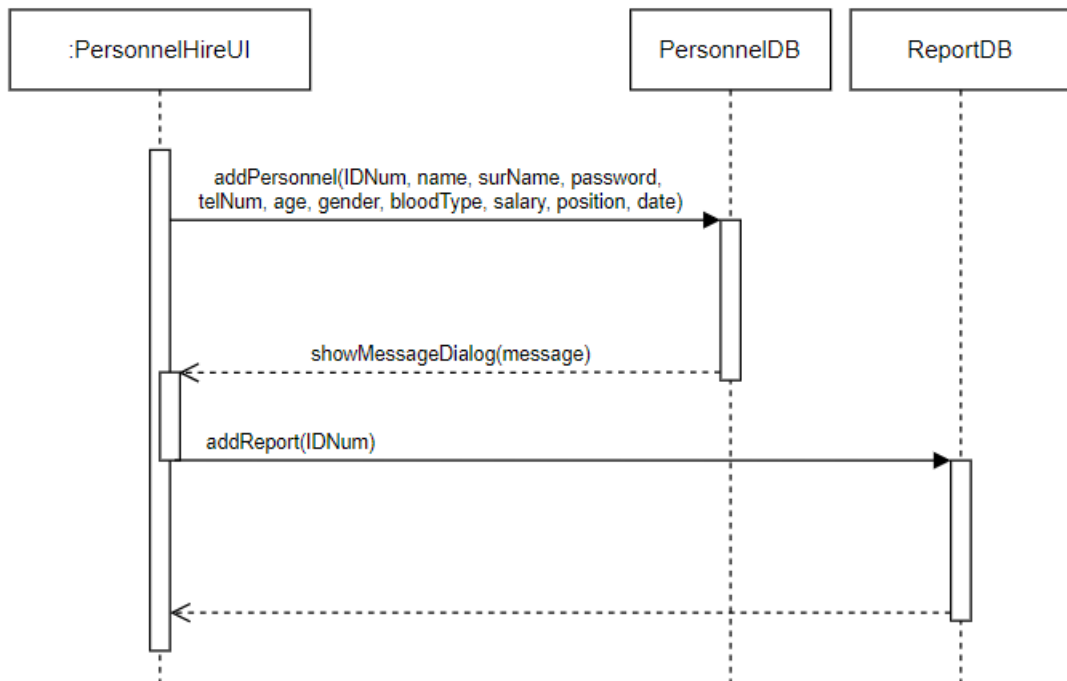 :PersonnelHireUI
PersonnelDB
ReportDB
addPersonnel(IDNum, name, surName, password,
telNum, age, gender, bloodType, salary, position, date)
showMessageDialog(message)
addReport(IDNum)